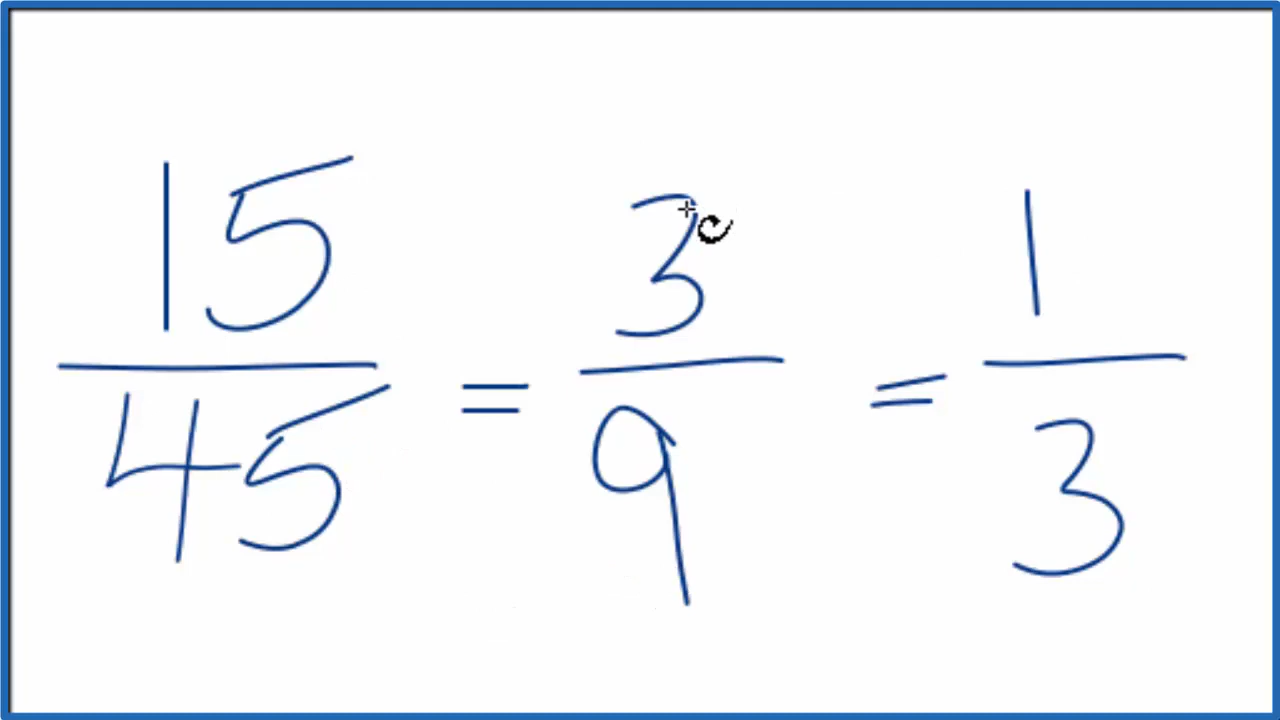 15/45 = 3/9 = 1/3